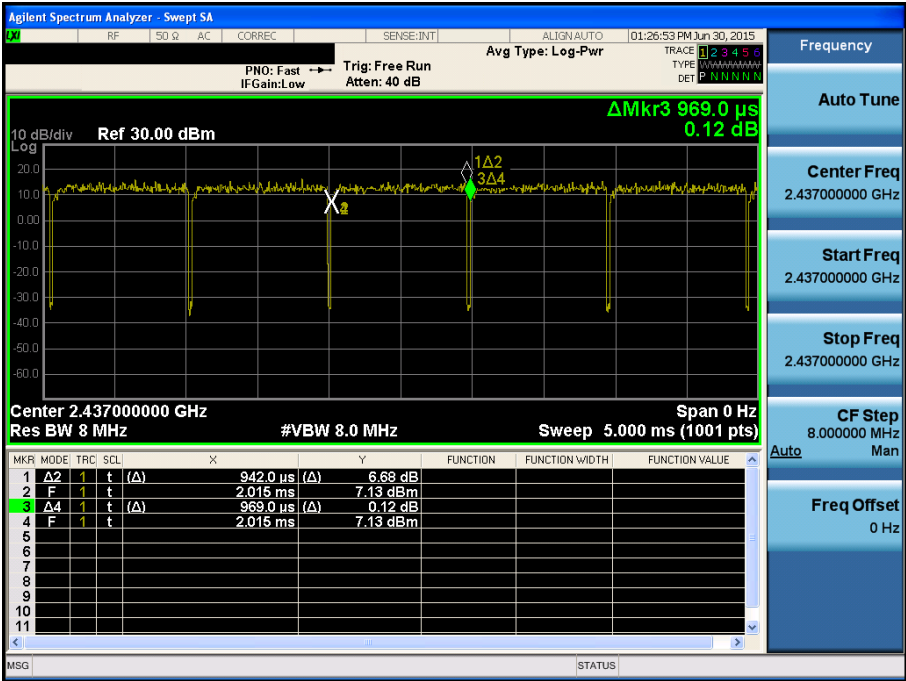 Agilent Spectrum Analyzer - Swept SA
LXI RF 50 Ω AC CORREC SENSE:INT ALIGN AUTO 01:26:53 PM Jun 30, 2015
Frequency
PNO: Fast
IFGain:Low
Trig: Free Run
Atten: 40 dB
Avg Type: Log-Pwr
TRACE 1 2 3 4 5 6
TYPE
DET P N N N N N
Auto Tune
ΔMkr3 969.0 µs
0.12 dB
10 dB/div Ref 30.00 dBm
Log
20.0
10.0
0.00
-10.0
-20.0
-30.0
-40.0
-50.0
-60.0
1Δ2
3Δ4
2
Center Freq
2.437000000 GHz
Start Freq
2.437000000 GHz
Stop Freq
2.437000000 GHz
Center 2.437000000 GHz Span 0 Hz
Res BW 8 MHz #VBW 8.0 MHz Sweep 5.000 ms (1001 pts)
CF Step
8.000000 MHz
Auto Man
Freq Offset
0 Hz
MKR MODE TRC SCL X Y FUNCTION FUNCTION WIDTH FUNCTION VALUE
1 Δ2 1 t (Δ) 942.0 µs (Δ) 6.68 dB
2 F 1 t 2.015 ms 7.13 dBm
3 Δ4 1 t (Δ) 969.0 µs (Δ) 0.12 dB
4 F 1 t 2.015 ms 7.13 dBm
5
6
7
8
9
10
11
MSG STATUS